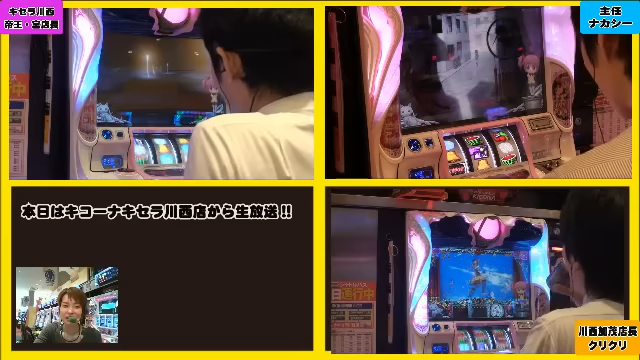 キセラ川西
帝王・宮店長
主任
ナカシー
本日はキコーナキセラ川西店から生放送!!
川西加茂店長
クリクリ